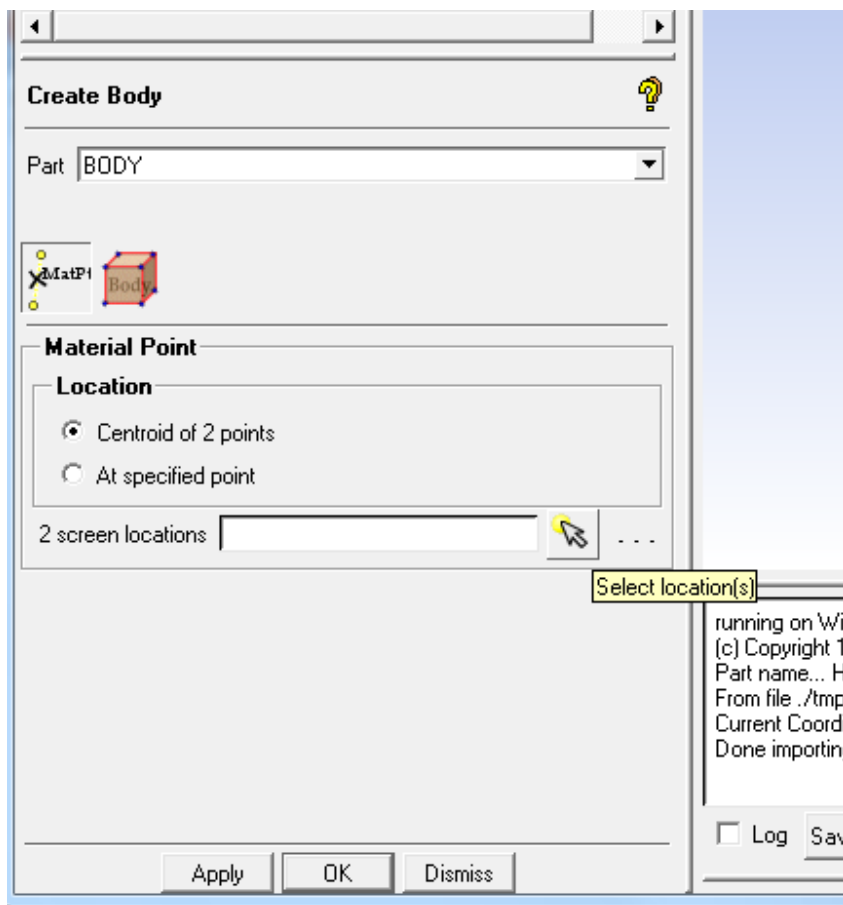 Create Body
Part BODY
MatPt
Body
Material Point
Location
Centroid of 2 points
At specified point
2 screen locations
. . .
Select location(s)
running on Wi
(c) Copyright 1
Part name... H
From file ./tmp
Current Coord
Done importin
Log Sav
Apply OK Dismiss